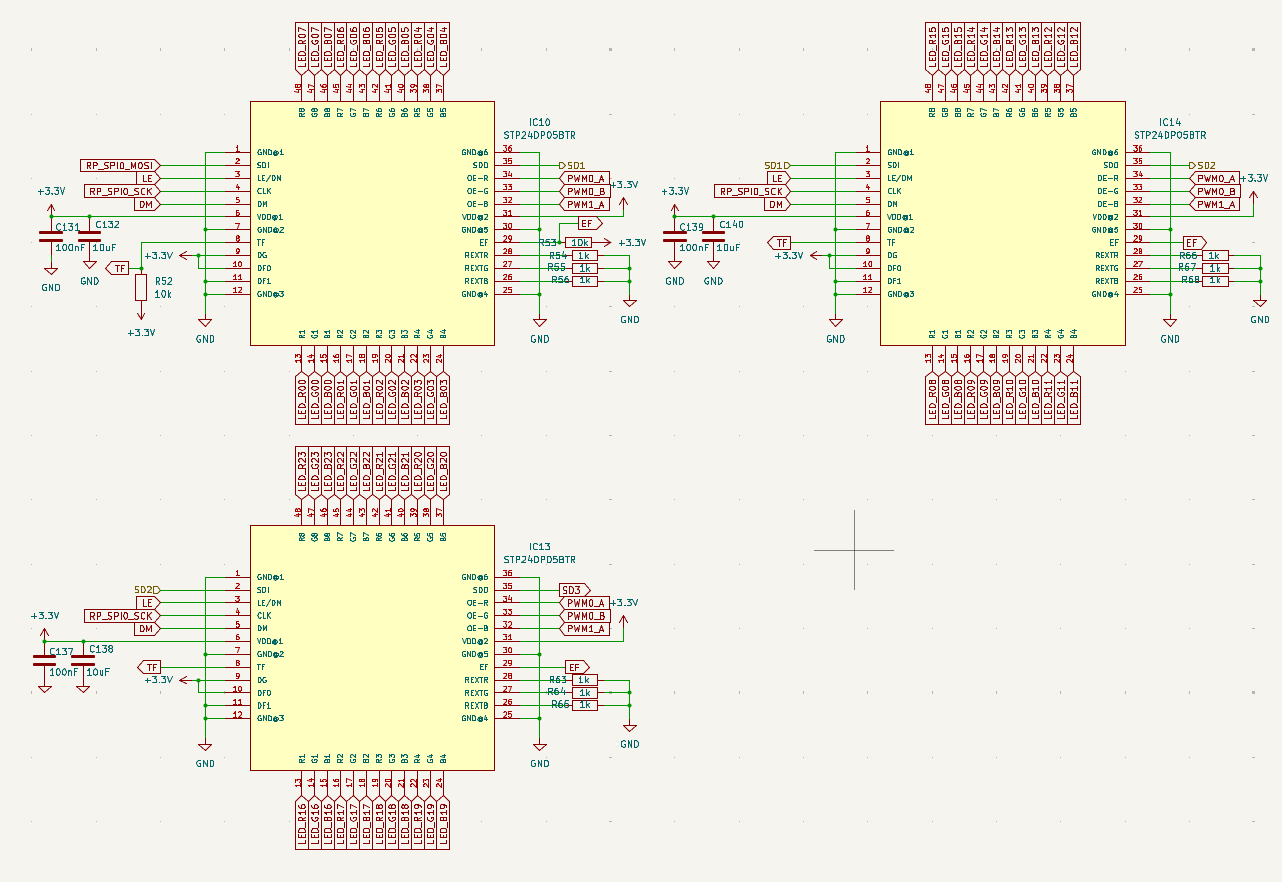 LED_R07
LED_G07
LED_B07
LED_R06
LED_G06
LED_B06
LED_R05
LED_G05
LED_B05
LED_R04
LED_G04
LED_B04
48 47 46 45 44 43 42 41 40 39 38 37
R8 G8 B8 R7 G7 B7 R6 G6 B6 R5 G5 B5
IC10
STP24DP05BTR
1 GND@1
RP_SPI0_MOSI 2 SDI
LE 3 LE/DM
RP_SPI0_SCK 4 CLK
DM 5 DM
6 VDD@1
7 GND@2
8 TF
+3.3V 9 DG
10 DF0
11 DF1
12 GND@3
+3.3V
C131
100nF
C132
10uF
GND
GND
TF
R52
10k
+3.3V
GND
GND@6 36
SDO 35 SD1
OE-R 34 PWM0_A
OE-G 33 PWM0_B
OE-B 32 PWM1_A
VDD@2 31
+3.3V
GND@5 30
EF
EF 29 R53 10k +3.3V
REXTR 28 R54 1k
REXTG 27 R55 1k
REXTB 26 R56 1k
GND@4 25
GND
GND
R1 G1 B1 R2 G2 B2 R3 G3 B3 R4 G4 B4
13 14 15 16 17 18 19 20 21 22 23 24
LED_R00
LED_G00
LED_B00
LED_R01
LED_G01
LED_B01
LED_R02
LED_G02
LED_B02
LED_R03
LED_G03
LED_B03
LED_R15
LED_G15
LED_B15
LED_R14
LED_G14
LED_B14
LED_R13
LED_G13
LED_B13
LED_R12
LED_G12
LED_B12
48 47 46 45 44 43 42 41 40 39 38 37
R8 G8 B8 R7 G7 B7 R6 G6 B6 R5 G5 B5
IC14
STP24DP05BTR
1 GND@1
SD1 2 SDI
LE 3 LE/DM
RP_SPI0_SCK 4 CLK
DM 5 DM
6 VDD@1
7 GND@2
TF 8 TF
+3.3V 9 DG
10 DF0
11 DF1
12 GND@3
+3.3V
C139
100nF
C140
10uF
GND
GND
GND
GND@6 36
SDO 35 SD2
OE-R 34 PWM0_A
OE-G 33 PWM0_B
OE-B 32 PWM1_A
VDD@2 31
+3.3V
GND@5 30
EF 29 EF
REXTR 28 R66 1k
REXTG 27 R67 1k
REXTB 26 R68 1k
GND@4 25
GND
GND
R1 G1 B1 R2 G2 B2 R3 G3 B3 R4 G4 B4
13 14 15 16 17 18 19 20 21 22 23 24
LED_R08
LED_G08
LED_B08
LED_R09
LED_G09
LED_B09
LED_R10
LED_G10
LED_B10
LED_R11
LED_G11
LED_B11
LED_R23
LED_G23
LED_B23
LED_R22
LED_G22
LED_B22
LED_R21
LED_G21
LED_B21
LED_R20
LED_G20
LED_B20
48 47 46 45 44 43 42 41 40 39 38 37
R8 G8 B8 R7 G7 B7 R6 G6 B6 R5 G5 B5
IC13
STP24DP05BTR
1 GND@1
SD2 2 SDI
LE 3 LE/DM
RP_SPI0_SCK 4 CLK
DM 5 DM
6 VDD@1
7 GND@2
TF 8 TF
+3.3V 9 DG
10 DF0
11 DF1
12 GND@3
+3.3V
C137
100nF
C138
10uF
GND
GND@6 36
SDO 35 SD3
OE-R 34 PWM0_A
OE-G 33 PWM0_B
OE-B 32 PWM1_A
VDD@2 31
+3.3V
GND@5 30
EF 29 EF
REXTR 28 R63 1k
REXTG 27 R64 1k
REXTB 26 R65 1k
GND@4 25
GND
GND
R1 G1 B1 R2 G2 B2 R3 G3 B3 R4 G4 B4
13 14 15 16 17 18 19 20 21 22 23 24
LED_R16
LED_G16
LED_B16
LED_R17
LED_G17
LED_B17
LED_R18
LED_G18
LED_B18
LED_R19
LED_G19
LED_B19